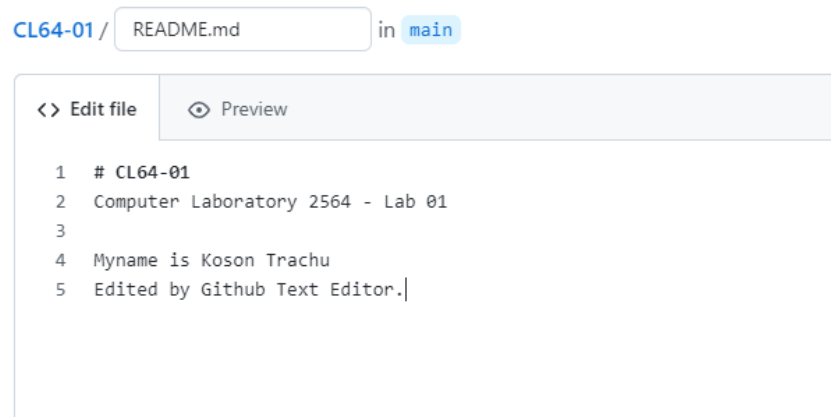 CL64-01 / README.md in main
<> Edit file Preview
1 # CL64-01
2 Computer Laboratory 2564 - Lab 01
3
4 Myname is Koson Trachu
5 Edited by Github Text Editor.